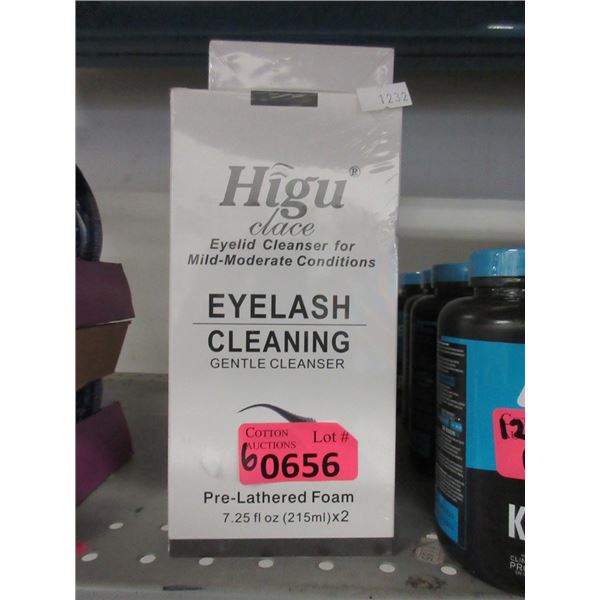 1232
Higu®
clace
Eyelid Cleanser for
Mild-Moderate Conditions
EYELASH
CLEANING
GENTLE CLEANSER
COTTON
AUCTIONS
Lot #
6
0656
Pre-Lathered Foam
7.25 fl oz (215ml)x2
K